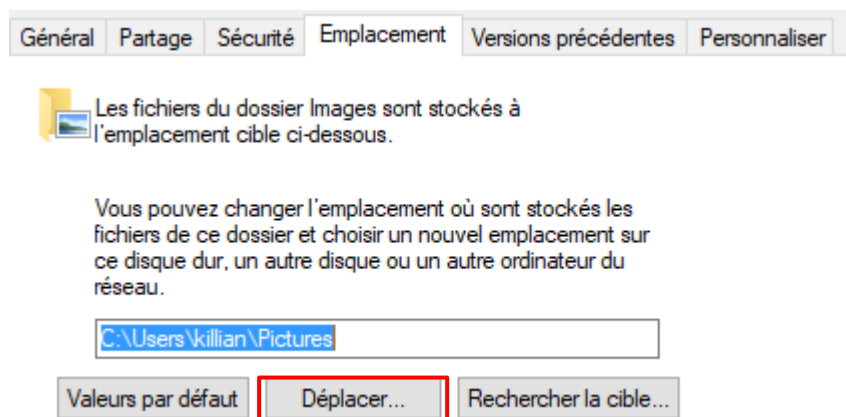 Général Partage Sécurité Emplacement Versions précédentes Personnaliser
Les fichiers du dossier Images sont stockés à
l'emplacement cible ci-dessous.
Vous pouvez changer l'emplacement où sont stockés les
fichiers de ce dossier et choisir un nouvel emplacement sur
ce disque dur, un autre disque ou un autre ordinateur du
réseau.
C:\Users\killian\Pictures
Valeurs par défaut Déplacer... Rechercher la cible...